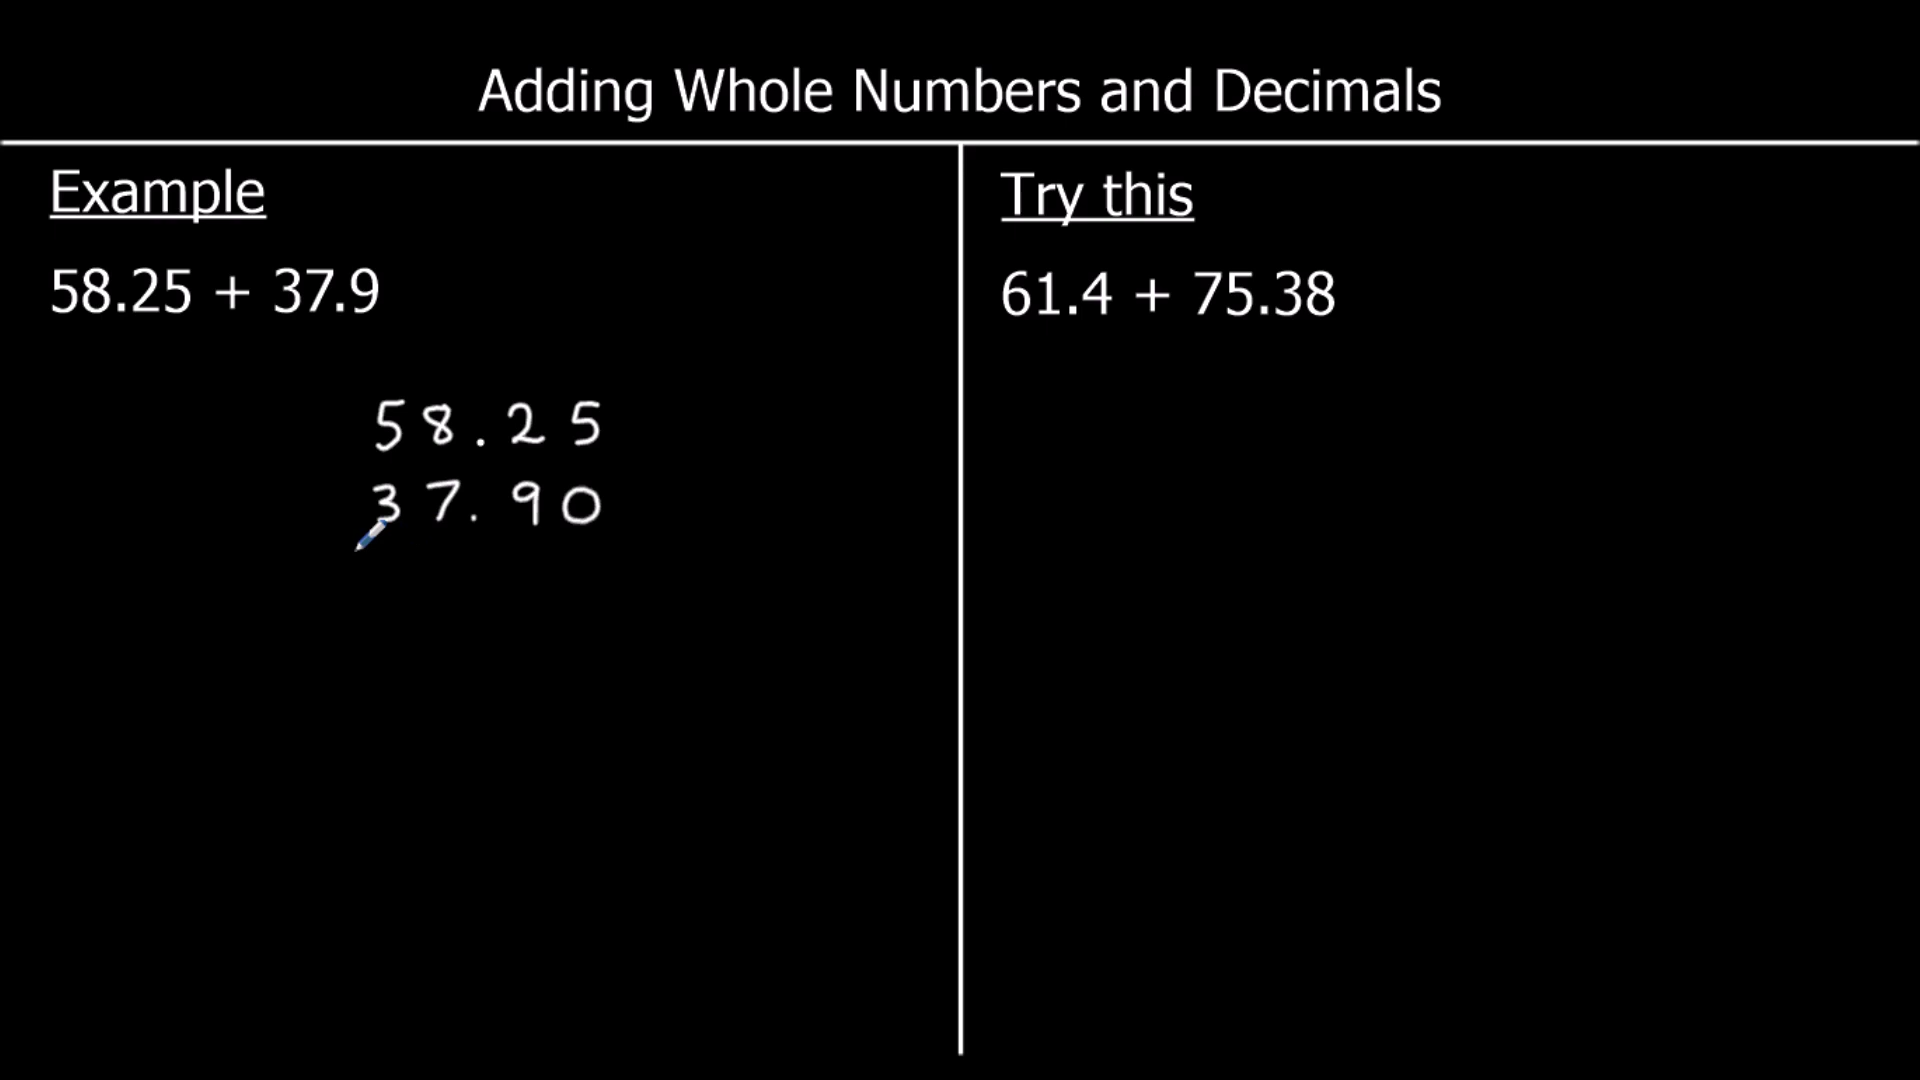 Adding Whole Numbers and Decimals
Example
58.25 + 37.9
58.25
37.90
Try this
61.4 + 75.38